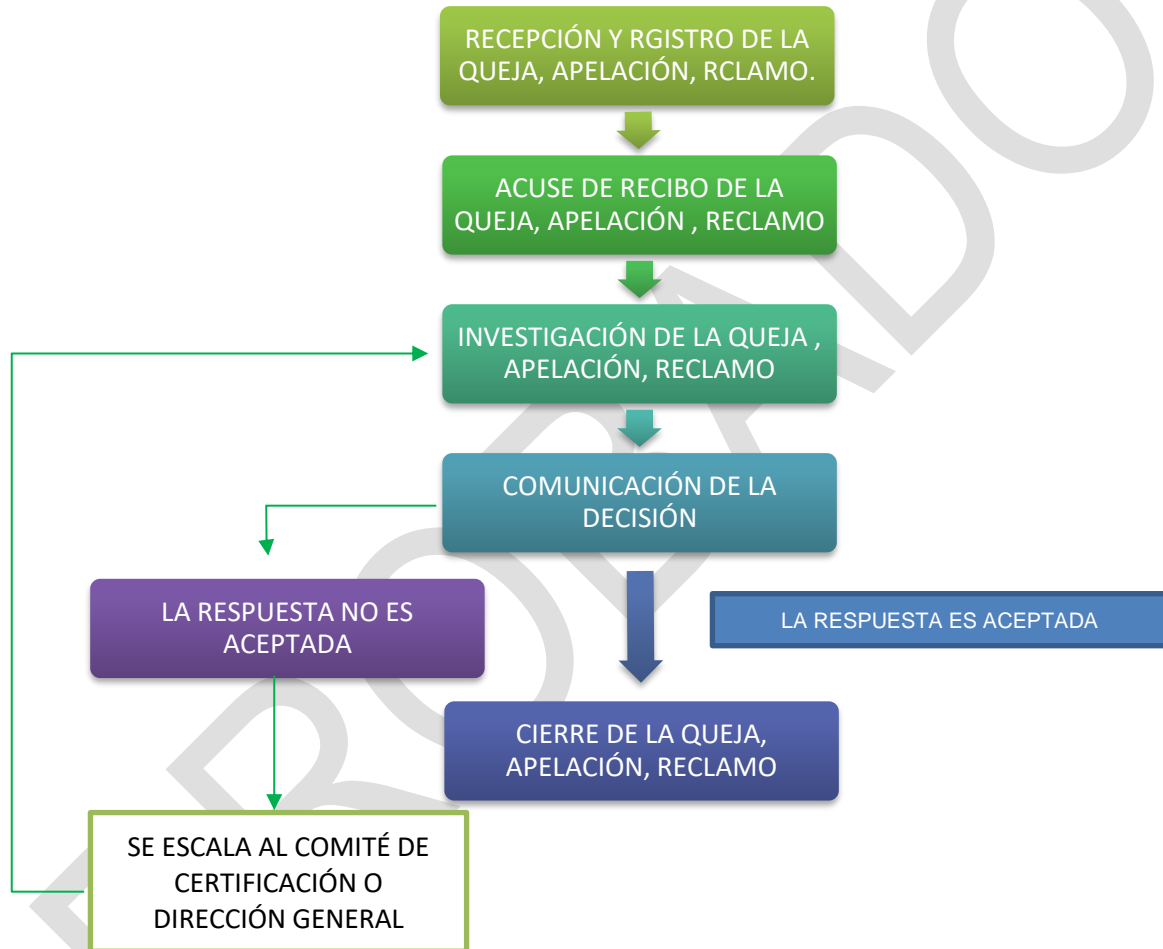 RECEPCIÓN Y RGISTRO DE LA
QUEJA, APELACIÓN, RCLAMO.
ACUSE DE RECIBO DE LA
QUEJA, APELACIÓN , RECLAMO
INVESTIGACIÓN DE LA QUEJA ,
APELACIÓN, RECLAMO
COMUNICACIÓN DE LA
DECISIÓN
LA RESPUESTA NO ES
ACEPTADA
LA RESPUESTA ES ACEPTADA
CIERRE DE LA QUEJA,
APELACIÓN, RECLAMO
SE ESCALA AL COMITÉ DE
CERTIFICACIÓN O
DIRECCIÓN GENERAL
ROBADO